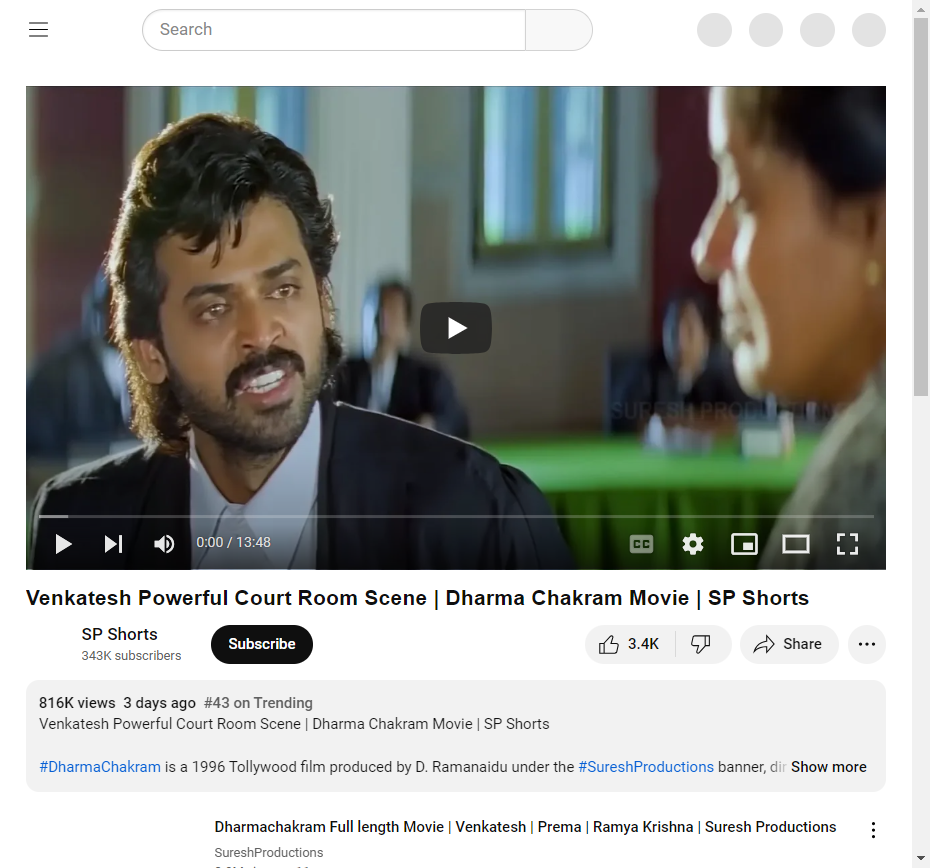 Search
SURESH PRODUCTIONS
CC
0:00 / 13:48
Venkatesh Powerful Court Room Scene | Dharma Chakram Movie | SP Shorts
SP Shorts
343K subscribers
Subscribe
3.4K
Share
816K views 3 days ago #43 on Trending
Venkatesh Powerful Court Room Scene | Dharma Chakram Movie | SP Shorts
#DharmaChakram is a 1996 Tollywood film produced by D. Ramanaidu under the #SureshProductions banner, dir Show more
Dharmachakram Full length Movie | Venkatesh | Prema | Ramya Krishna | Suresh Productions
SureshProductions